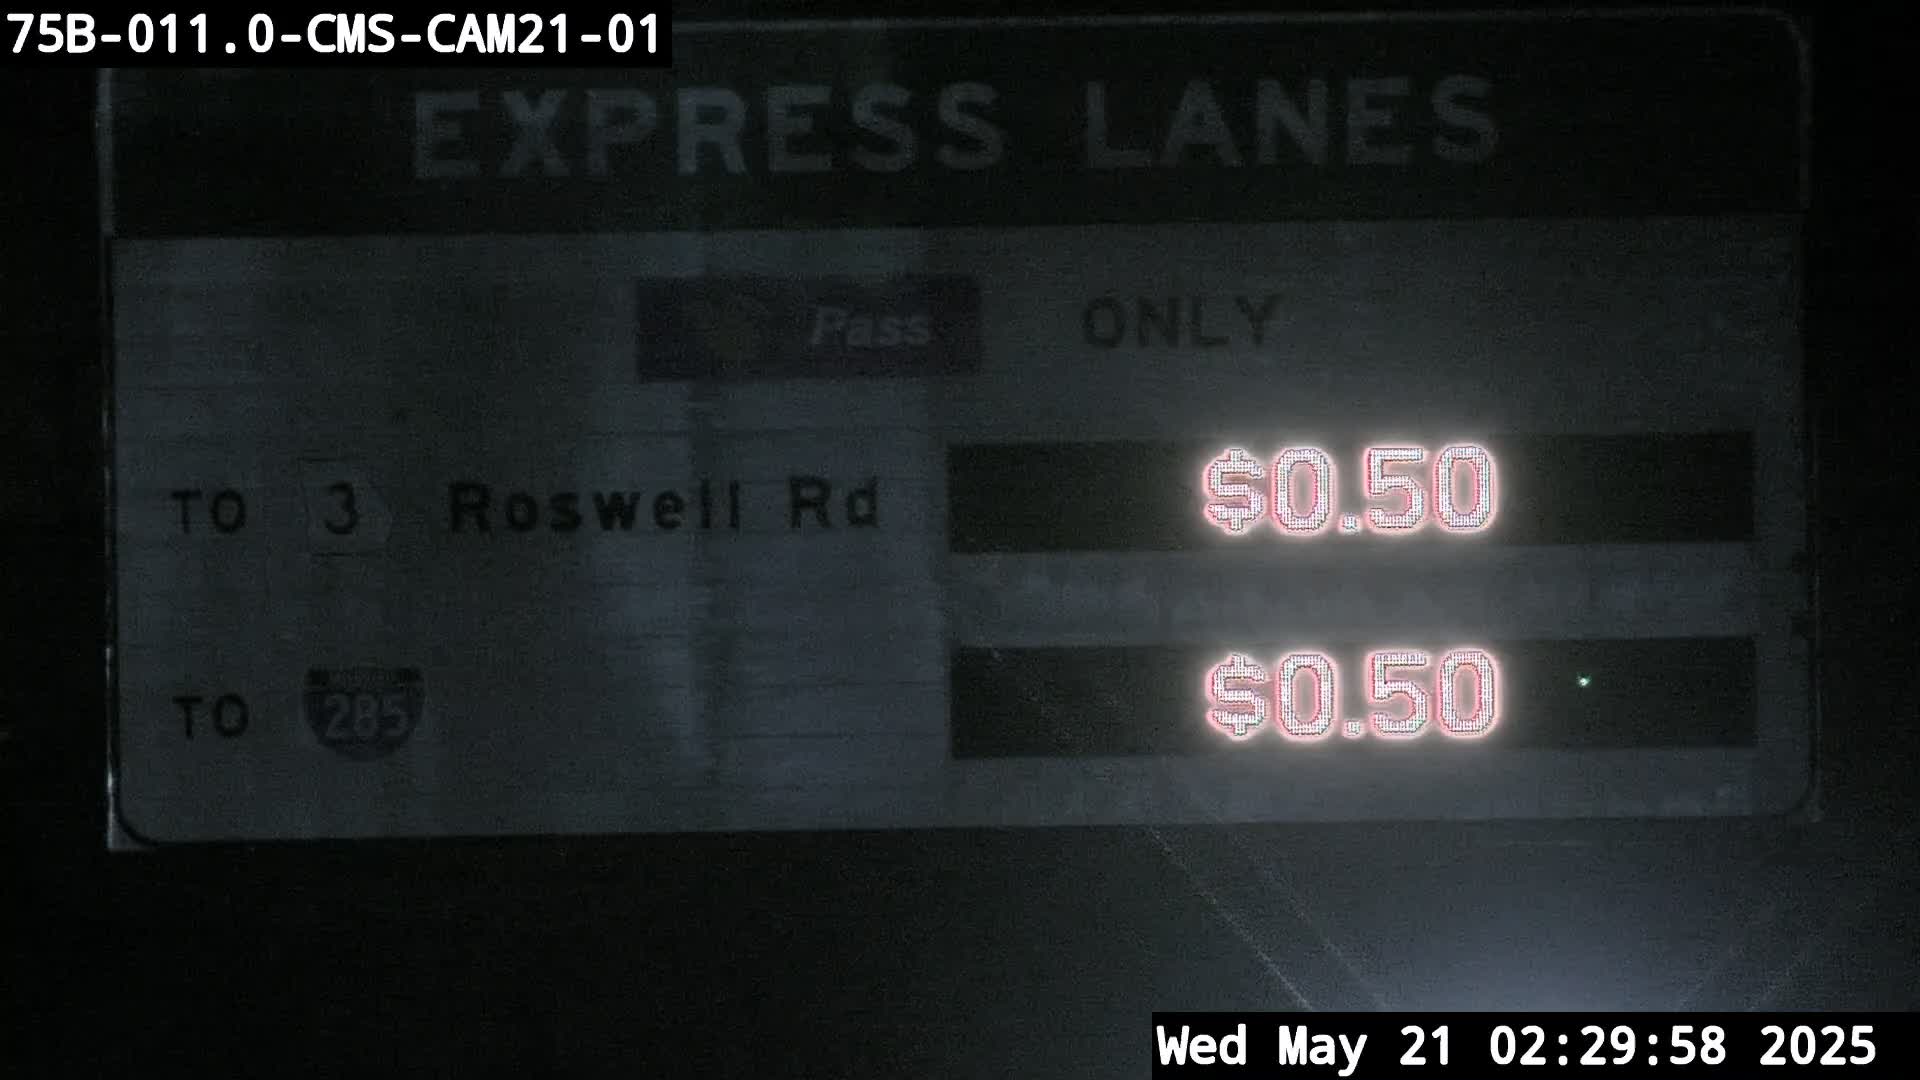 75B-011.0-CMS-CAM21-01
EXPRESS LANES
Pass ONLY
TO 3 Roswell Rd $0.50
TO 285 $0.50
Wed May 21 02:29:58 2025